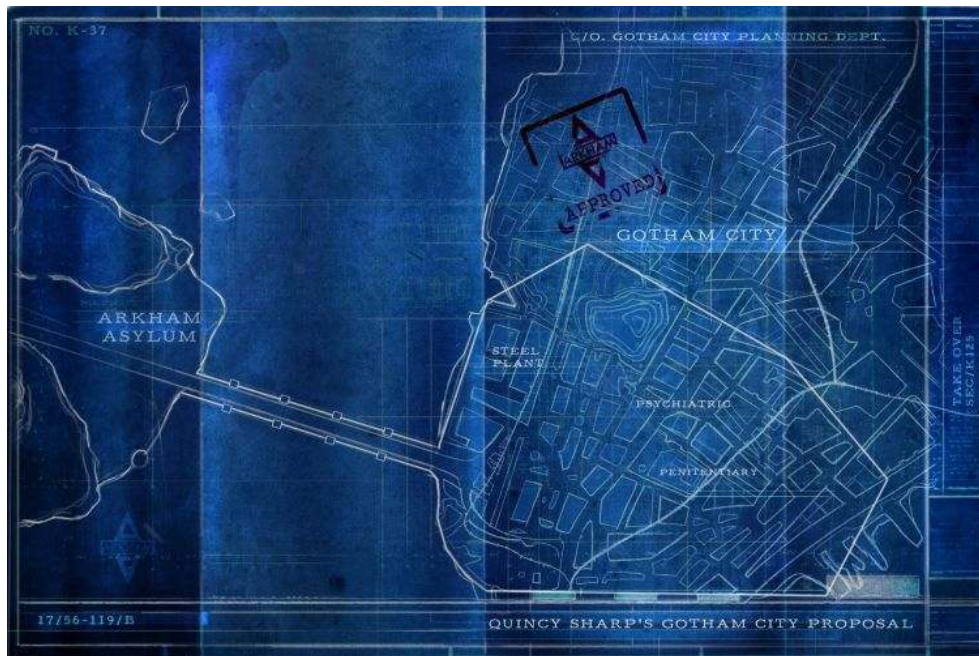 NO. K-37
C/O. GOTHAM CITY PLANNING DEPT.
ARKHAM
APPROVED
GOTHAM CITY
ARKHAM
ASYLUM
STEEL
PLANT
PSYCHIATRIC
PENITENTIARY
TAKE OVER
SEC/H125
17/56-119/B
QUINCY SHARP'S GOTHAM CITY PROPOSAL